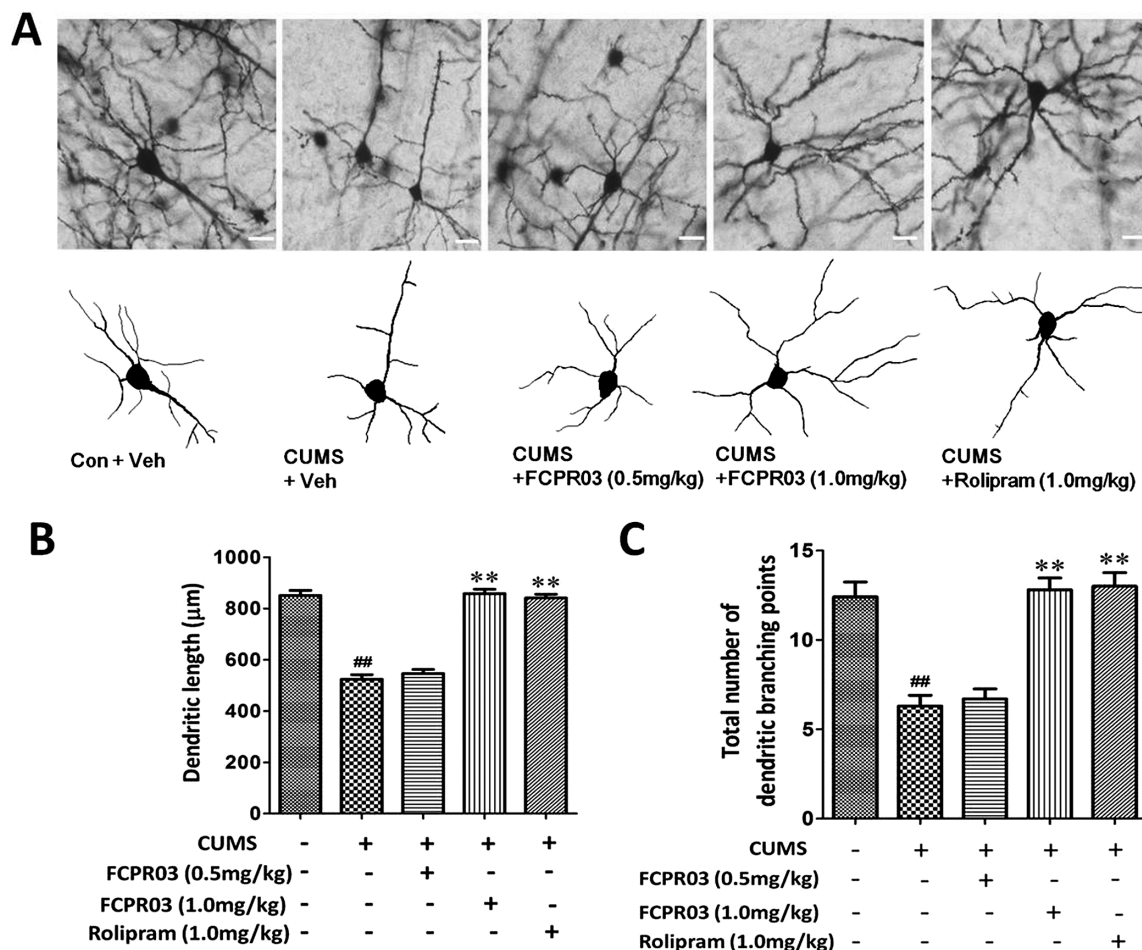 A
Con + Veh
CUMS
+ Veh
CUMS
+FCPR03 (0.5mg/kg)
CUMS
+FCPR03 (1.0mg/kg)
CUMS
+Rolipram (1.0mg/kg)
B
Dendritic length (μm)
1000
800
600
400
200
0
##
**
**
CUMS - + + + +
FCPR03 (0.5mg/kg) - - + - -
FCPR03 (1.0mg/kg) - - - + -
Rolipram (1.0mg/kg) - - - - +
C
Total number of
dendritic branching points
15
10
5
0
##
**
**
CUMS - + + + +
FCPR03 (0.5mg/kg) - - + - -
FCPR03 (1.0mg/kg) - - - + -
Rolipram (1.0mg/kg) - - - - +